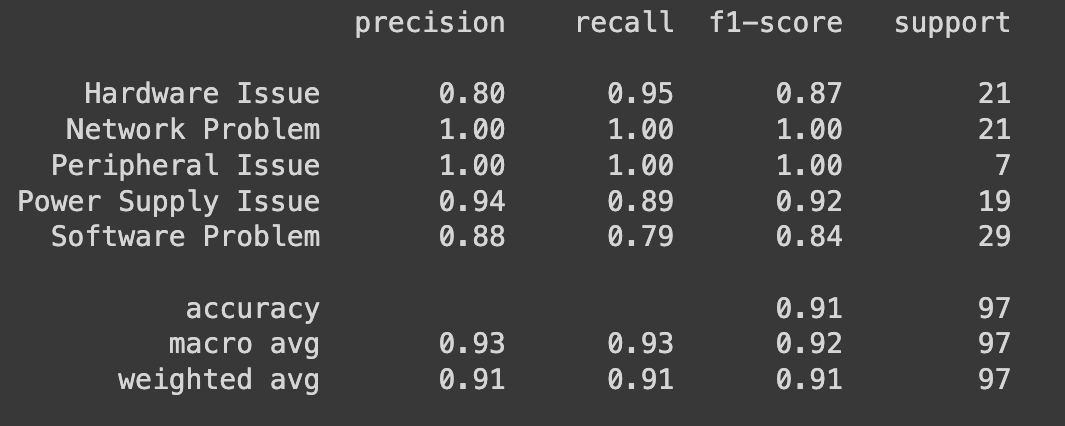 precision recall f1-score support
Hardware Issue 0.80 0.95 0.87 21
Network Problem 1.00 1.00 1.00 21
Peripheral Issue 1.00 1.00 1.00 7
Power Supply Issue 0.94 0.89 0.92 19
Software Problem 0.88 0.79 0.84 29
accuracy 0.91 97
macro avg 0.93 0.93 0.92 97
weighted avg 0.91 0.91 0.91 97